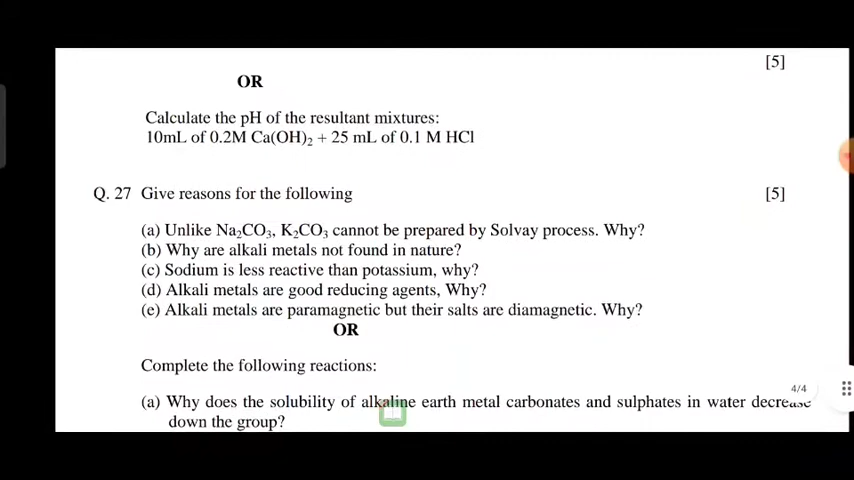 [5]
OR
Calculate the pH of the resultant mixtures:
10mL of 0.2M Ca(OH)₂ + 25 mL of 0.1 M HCl
Q. 27 Give reasons for the following [5]
(a) Unlike Na₂CO₃, K₂CO₃ cannot be prepared by Solvay process. Why?
(b) Why are alkali metals not found in nature?
(c) Sodium is less reactive than potassium, why?
(d) Alkali metals are good reducing agents, Why?
(e) Alkali metals are paramagnetic but their salts are diamagnetic. Why?
OR
Complete the following reactions:
4/4
(a) Why does the solubility of alkaline earth metal carbonates and sulphates in water decrease
down the group?